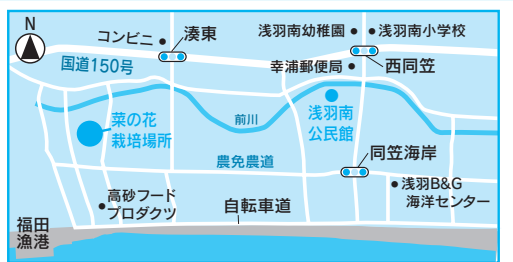 N
コンビニ
湊東
浅羽南幼稚園
浅羽南小学校
国道150号
幸浦郵便局
西同笠
菜の花
栽培場所
前川
浅羽南
公民館
農免農道
同笠海岸
高砂フード
プロダクツ
自転車道
浅羽B&G
海洋センター
福田
漁港